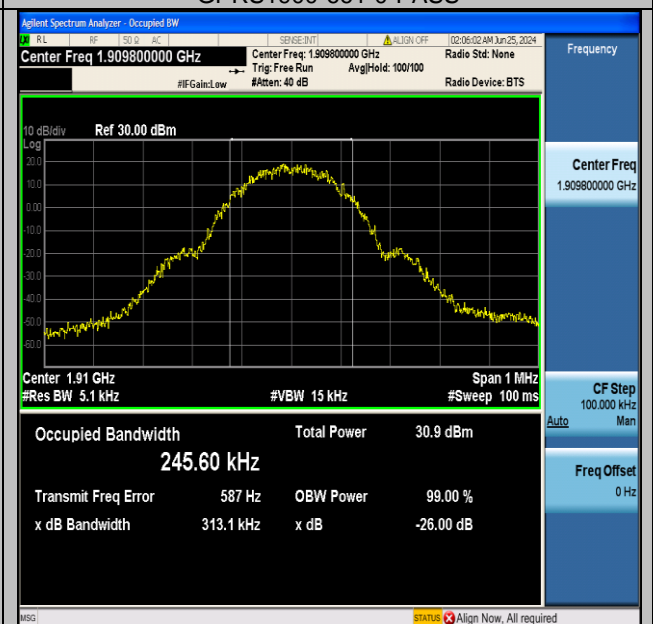 Agilent Spectrum Analyzer - Occupied BW
RL RF 50 Ω AC SENSE:INT ALIGN OFF 02:06:02 AM Jun 25, 2024
Center Freq 1.909800000 GHz
Center Freq: 1.909800000 GHz Radio Std: None
Trig: Free Run Avg|Hold: 100/100
#IFGain:Low #Atten: 40 dB Radio Device: BTS
Frequency
10 dB/div Ref 30.00 dBm
Log
20.0
10.0
0.00
-10.0
-20.0
-30.0
-40.0
-50.0
-60.0
Center Freq
1.909800000 GHz
Center 1.91 GHz Span 1 MHz
#Res BW 5.1 kHz #VBW 15 kHz #Sweep 100 ms
CF Step
100.000 kHz
Auto Man
Occupied Bandwidth Total Power 30.9 dBm
245.60 kHz
Transmit Freq Error 587 Hz OBW Power 99.00 %
x dB Bandwidth 313.1 kHz x dB -26.00 dB
Freq Offset
0 Hz
MSG STATUS Align Now, All required